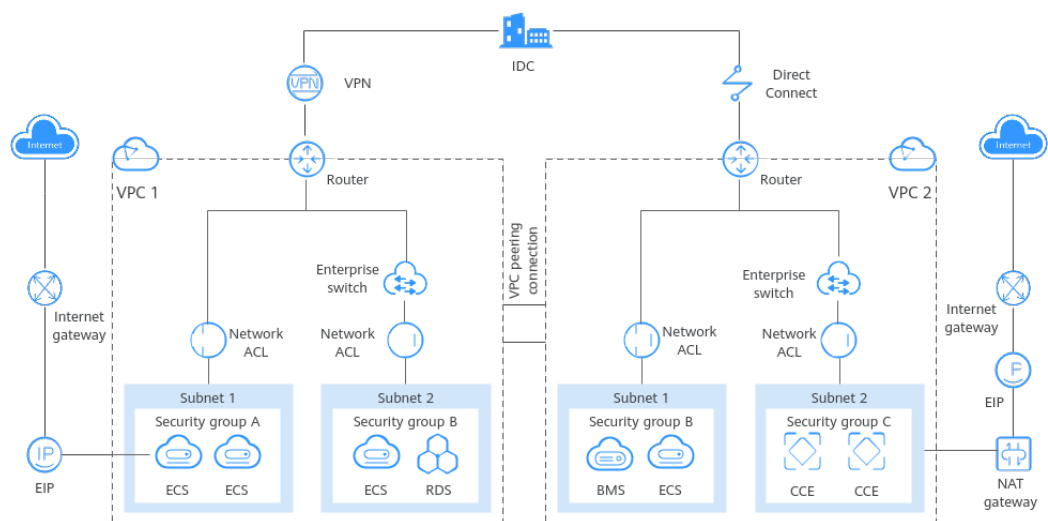 IDC
VPN
VPN
Direct
Connect
Internet
VPC 1
Router
Router
VPC 2
Internet
VPC peering
connection
Enterprise
switch
Enterprise
switch
Internet
gateway
Internet
gateway
Network
ACL
Network
ACL
Network
ACL
Network
ACL
P
EIP
Subnet 1
Subnet 2
Subnet 1
Subnet 2
Security group A
Security group B
Security group B
Security group C
IP
EIP
ECS
ECS
ECS
RDS
BMS
ECS
CCE
CCE
NAT
gateway